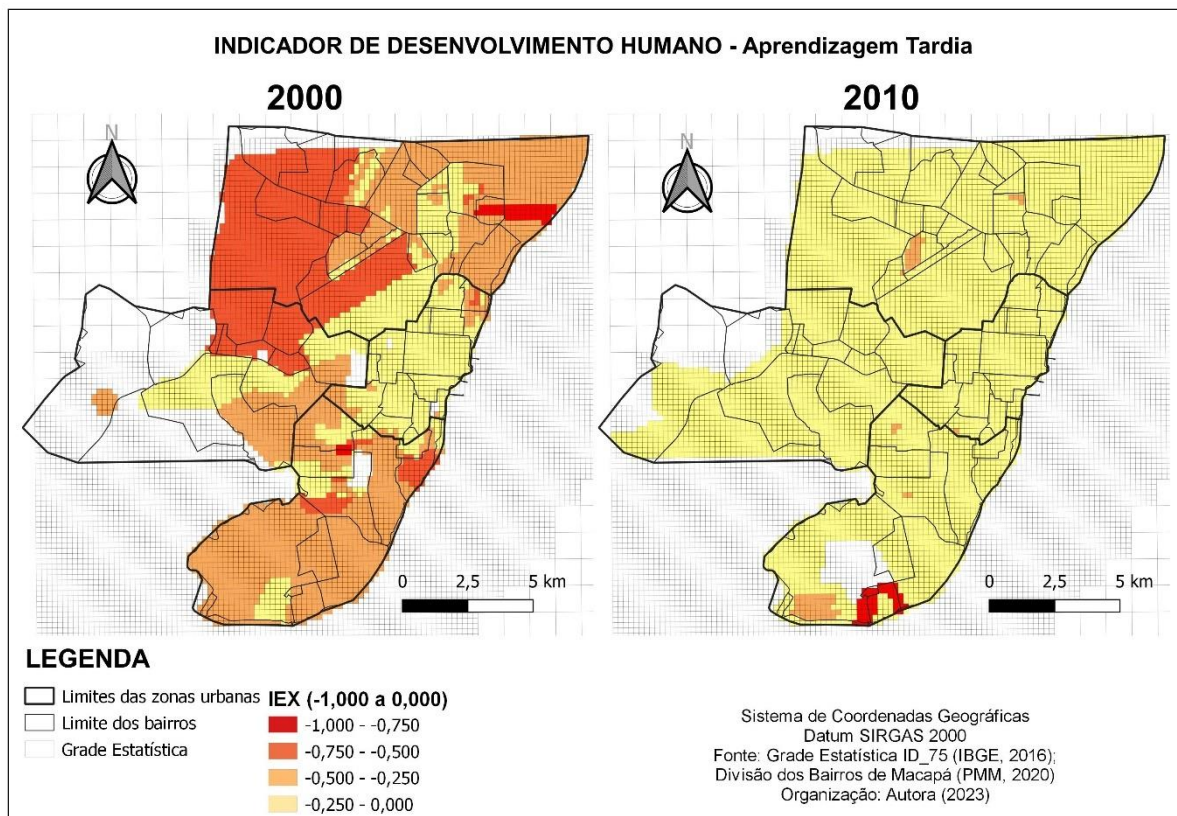 INDICADOR DE DESENVOLVIMENTO HUMANO - Aprendizagem Tardia
2000
2010
N
N
0 2,5 5 km
0 2,5 5 km
LEGENDA
Limites das zonas urbanas
Limite dos bairros
Grade Estatística
IEX (-1,000 a 0,000)
-1,000 - -0,750
-0,750 - -0,500
-0,500 - -0,250
-0,250 - 0,000
Sistema de Coordenadas Geográficas
Datum SIRGAS 2000
Fonte: Grade Estatística ID_75 (IBGE, 2016);
Divisão dos Bairros de Macapá (PMM, 2020)
Organização: Autora (2023)